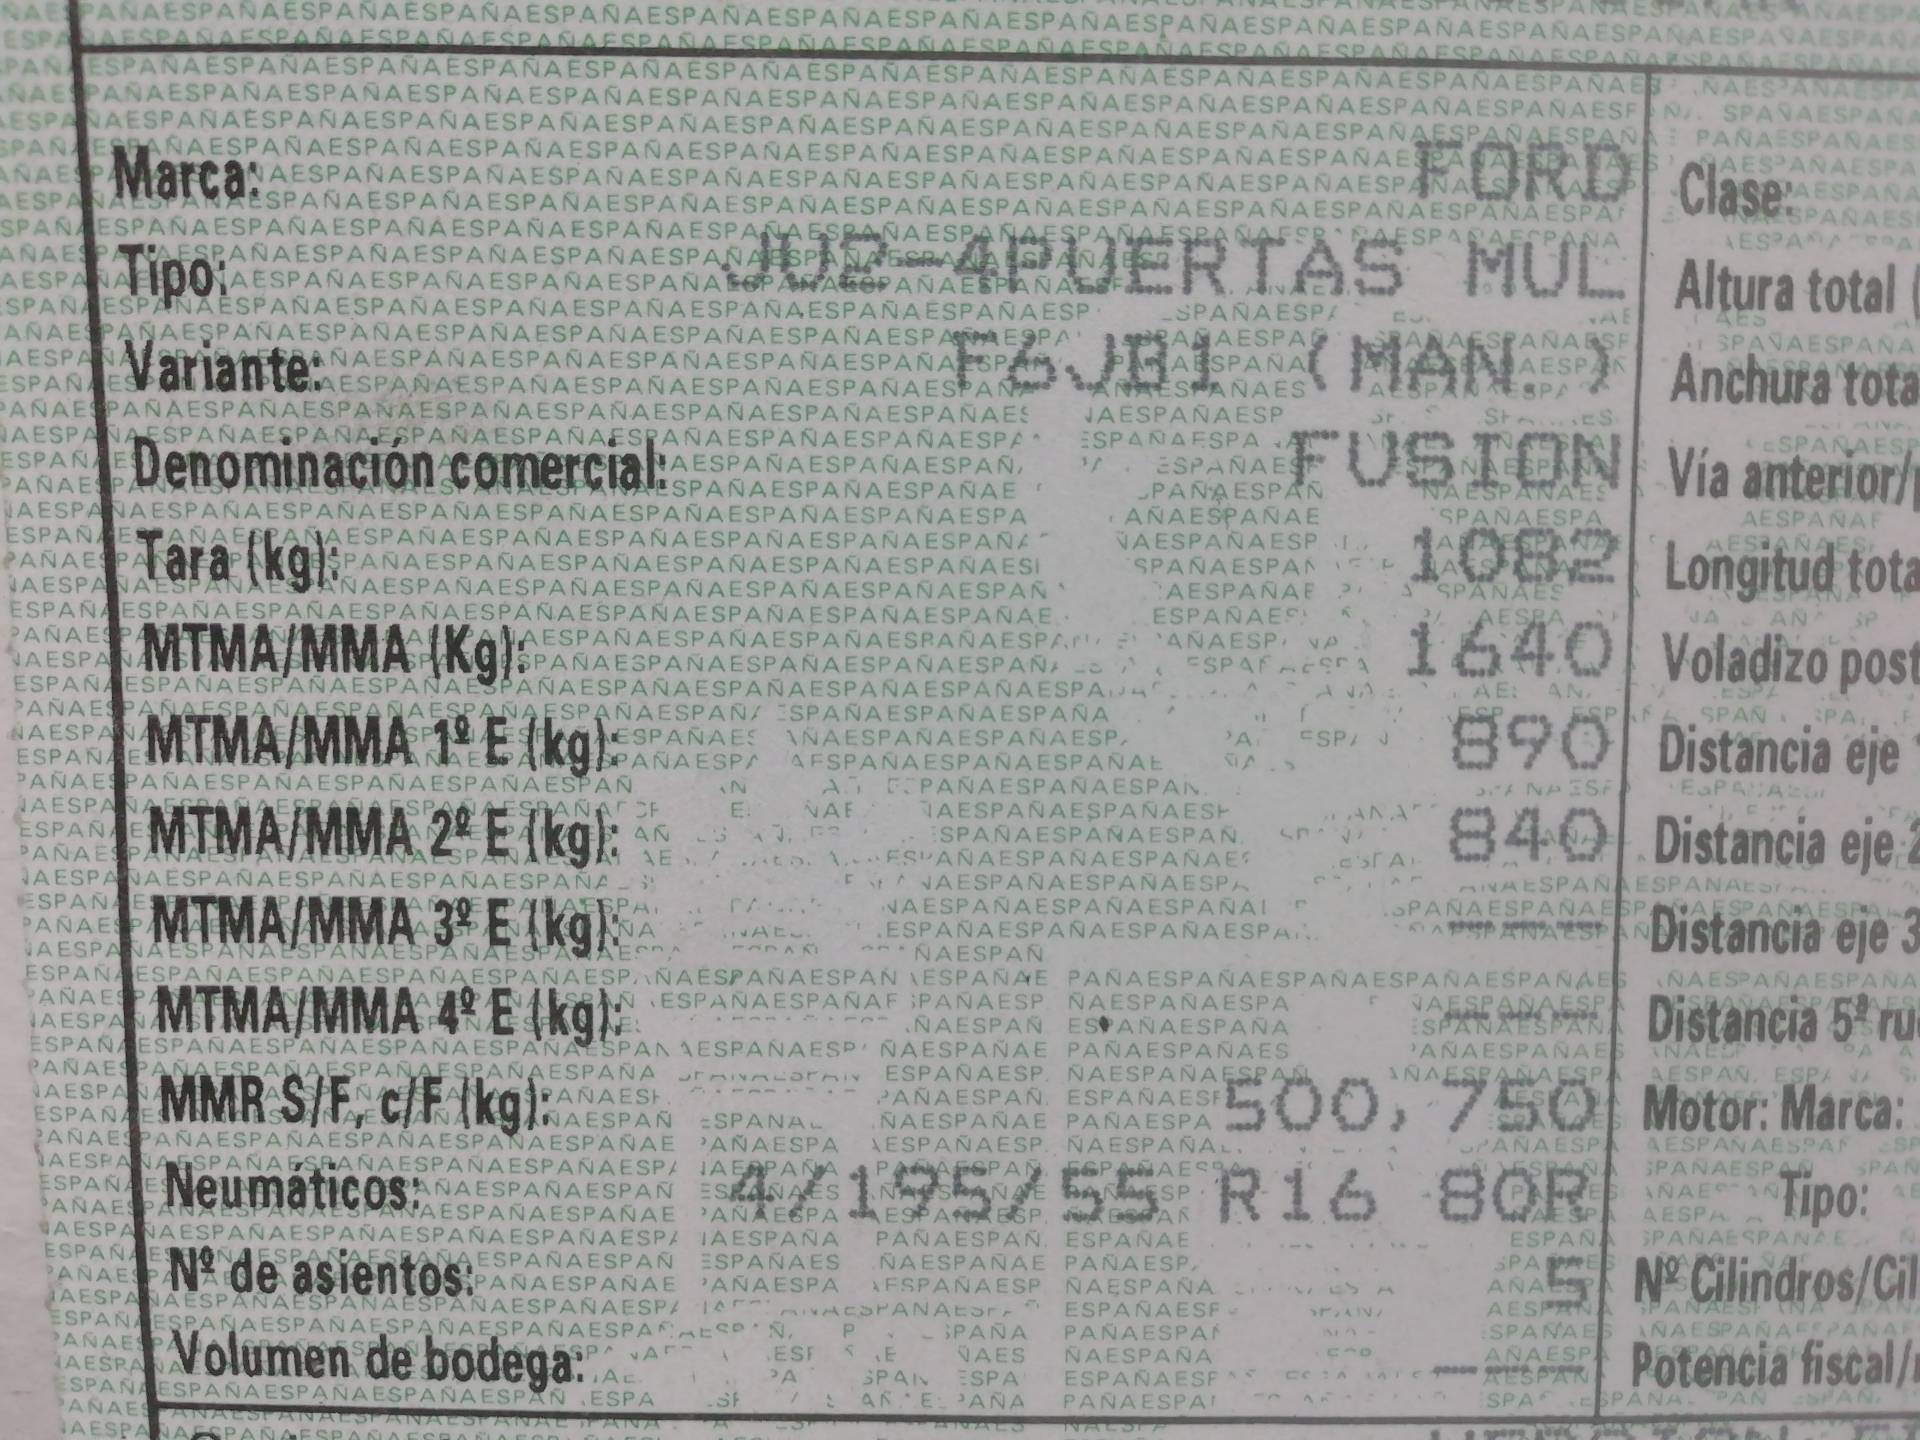 Marca: FORD
Tipo: JU2-4PUERTAS MUL
Variante: F6JB1 (MAN.)
Denominación comercial: FUSION
Tara (kg): 1082
MTMA/MMA (Kg): 1640
MTMA/MMA 1º E (kg): 890
MTMA/MMA 2º E (kg): 840
MTMA/MMA 3º E (kg): ---
MTMA/MMA 4º E (kg): ---
MMR S/F, c/F (kg): 500, 750
Neumáticos: 4/195/55 R16 80R
Nº de asientos: 5
Volumen de bodega: ---
Clase:
Altura total (
Anchura tota
Vía anterior/
Longitud tota
Voladizo post
Distancia eje
Distancia eje 2
Distancia eje 3
Distancia 5ª ru
Motor: Marca:
Tipo:
Nº Cilindros/Cil
Potencia fiscal/